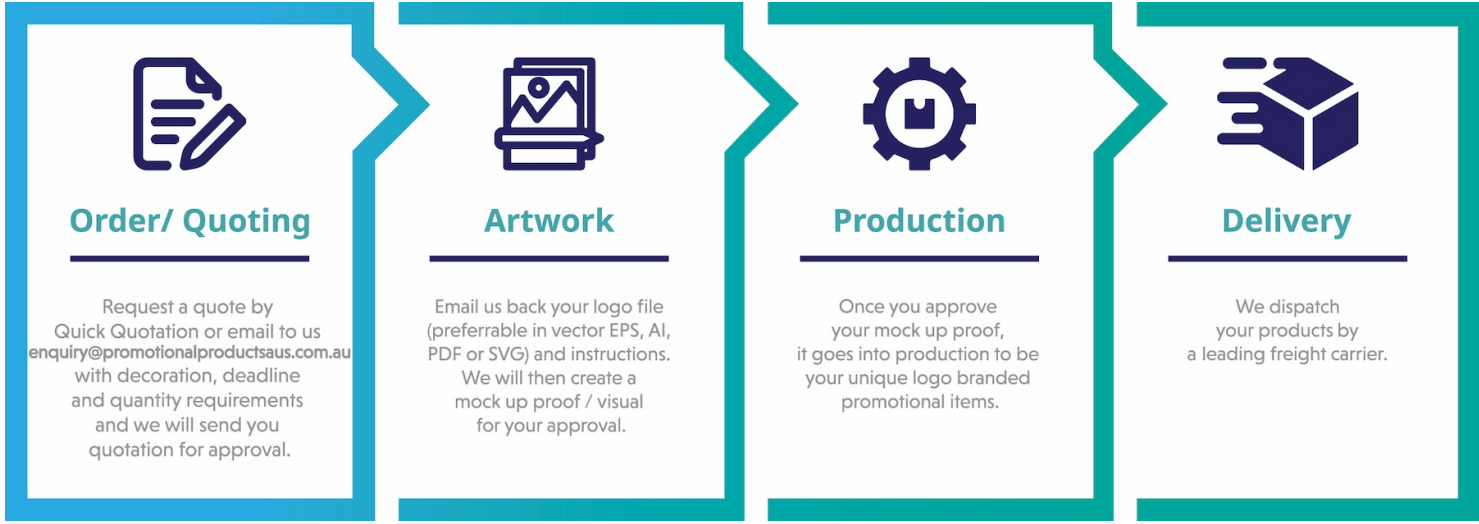 Order/ Quoting
Request a quote by
Quick Quotation or email to us
enquiry@promotionalproductsaus.com.au
with decoration, deadline
and quantity requirements
and we will send you
quotation for approval.
Artwork
Email us back your logo file
(preferrable in vector EPS, AI,
PDF or SVG) and instructions.
We will then create a
mock up proof / visual
for your approval.
Production
Once you approve
your mock up proof,
it goes into production to be
your unique logo branded
promotional items.
Delivery
We dispatch
your products by
a leading freight carrier.